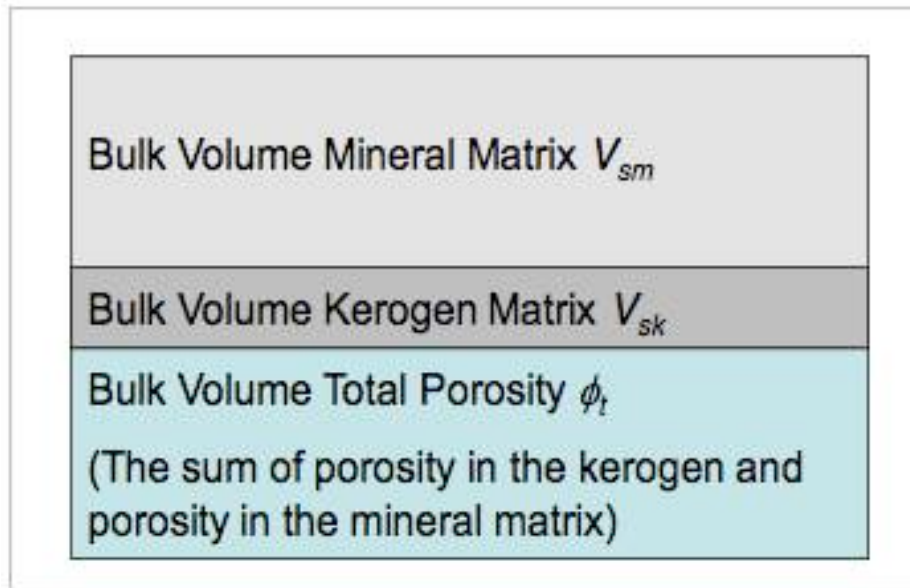 Bulk Volume Mineral Matrix Vsm
Bulk Volume Kerogen Matrix Vsk
Bulk Volume Total Porosity ϕt
(The sum of porosity in the kerogen and
porosity in the mineral matrix)